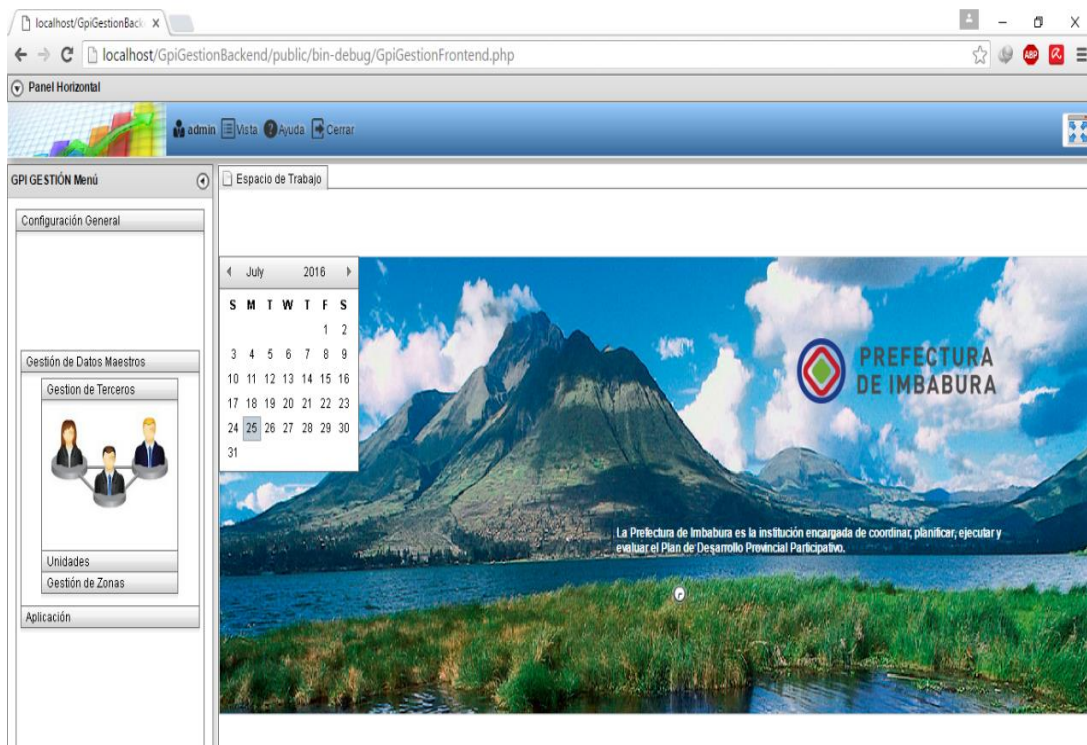 localhost/GpiGestionBack
localhost/GpiGestionBackend/public/bin-debug/GpiGestionFrontend.php
ABP
Panel Horizontal
admin Vista Ayuda Cerrar
GPI GESTIÓN Menú
Espacio de Trabajo
Configuración General
July 2016
S M T W T F S
1 2
3 4 5 6 7 8 9
10 11 12 13 14 15 16
17 18 19 20 21 22 23
24 25 26 27 28 29 30
31
Gestión de Datos Maestros
Gestion de Terceros
Unidades
Gestión de Zonas
Aplicación
PREFECTURA
DE IMBABURA
La Prefectura de Imbabura es la institución encargada de coordinar, planificar, ejecutar y
evaluar el Plan de Desarrollo Provincial Participativo.